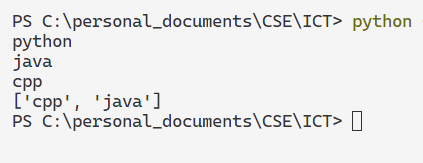 PS C:\personal_documents\CSE\ICT> python
python
java
cpp
['cpp', 'java']
PS C:\personal_documents\CSE\ICT>